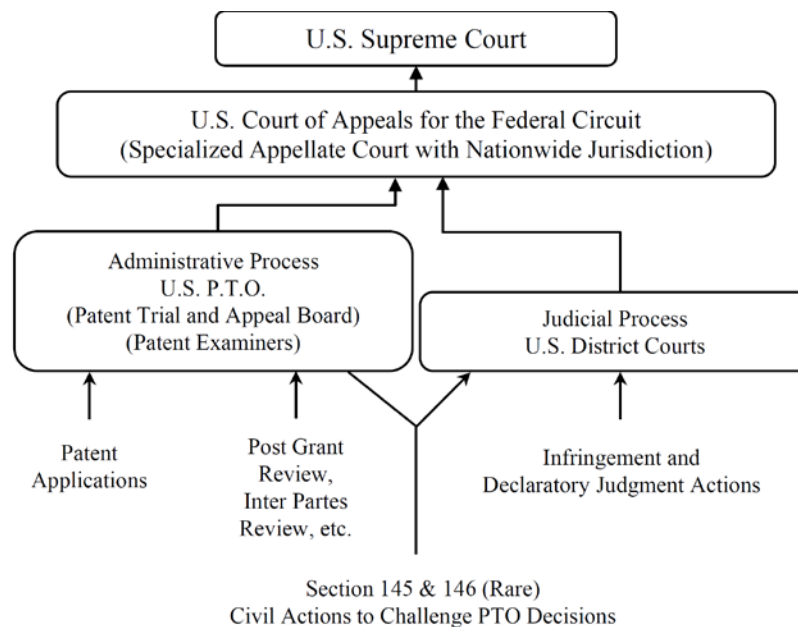 U.S. Supreme Court
U.S. Court of Appeals for the Federal Circuit
(Specialized Appellate Court with Nationwide Jurisdiction)
Administrative Process
U.S. P.T.O.
(Patent Trial and Appeal Board)
(Patent Examiners)
Judicial Process
U.S. District Courts
Patent
Applications
Post Grant
Review,
Inter Partes
Review, etc.
Infringement and
Declaratory Judgment Actions
Section 145 & 146 (Rare)
Civil Actions to Challenge PTO Decisions